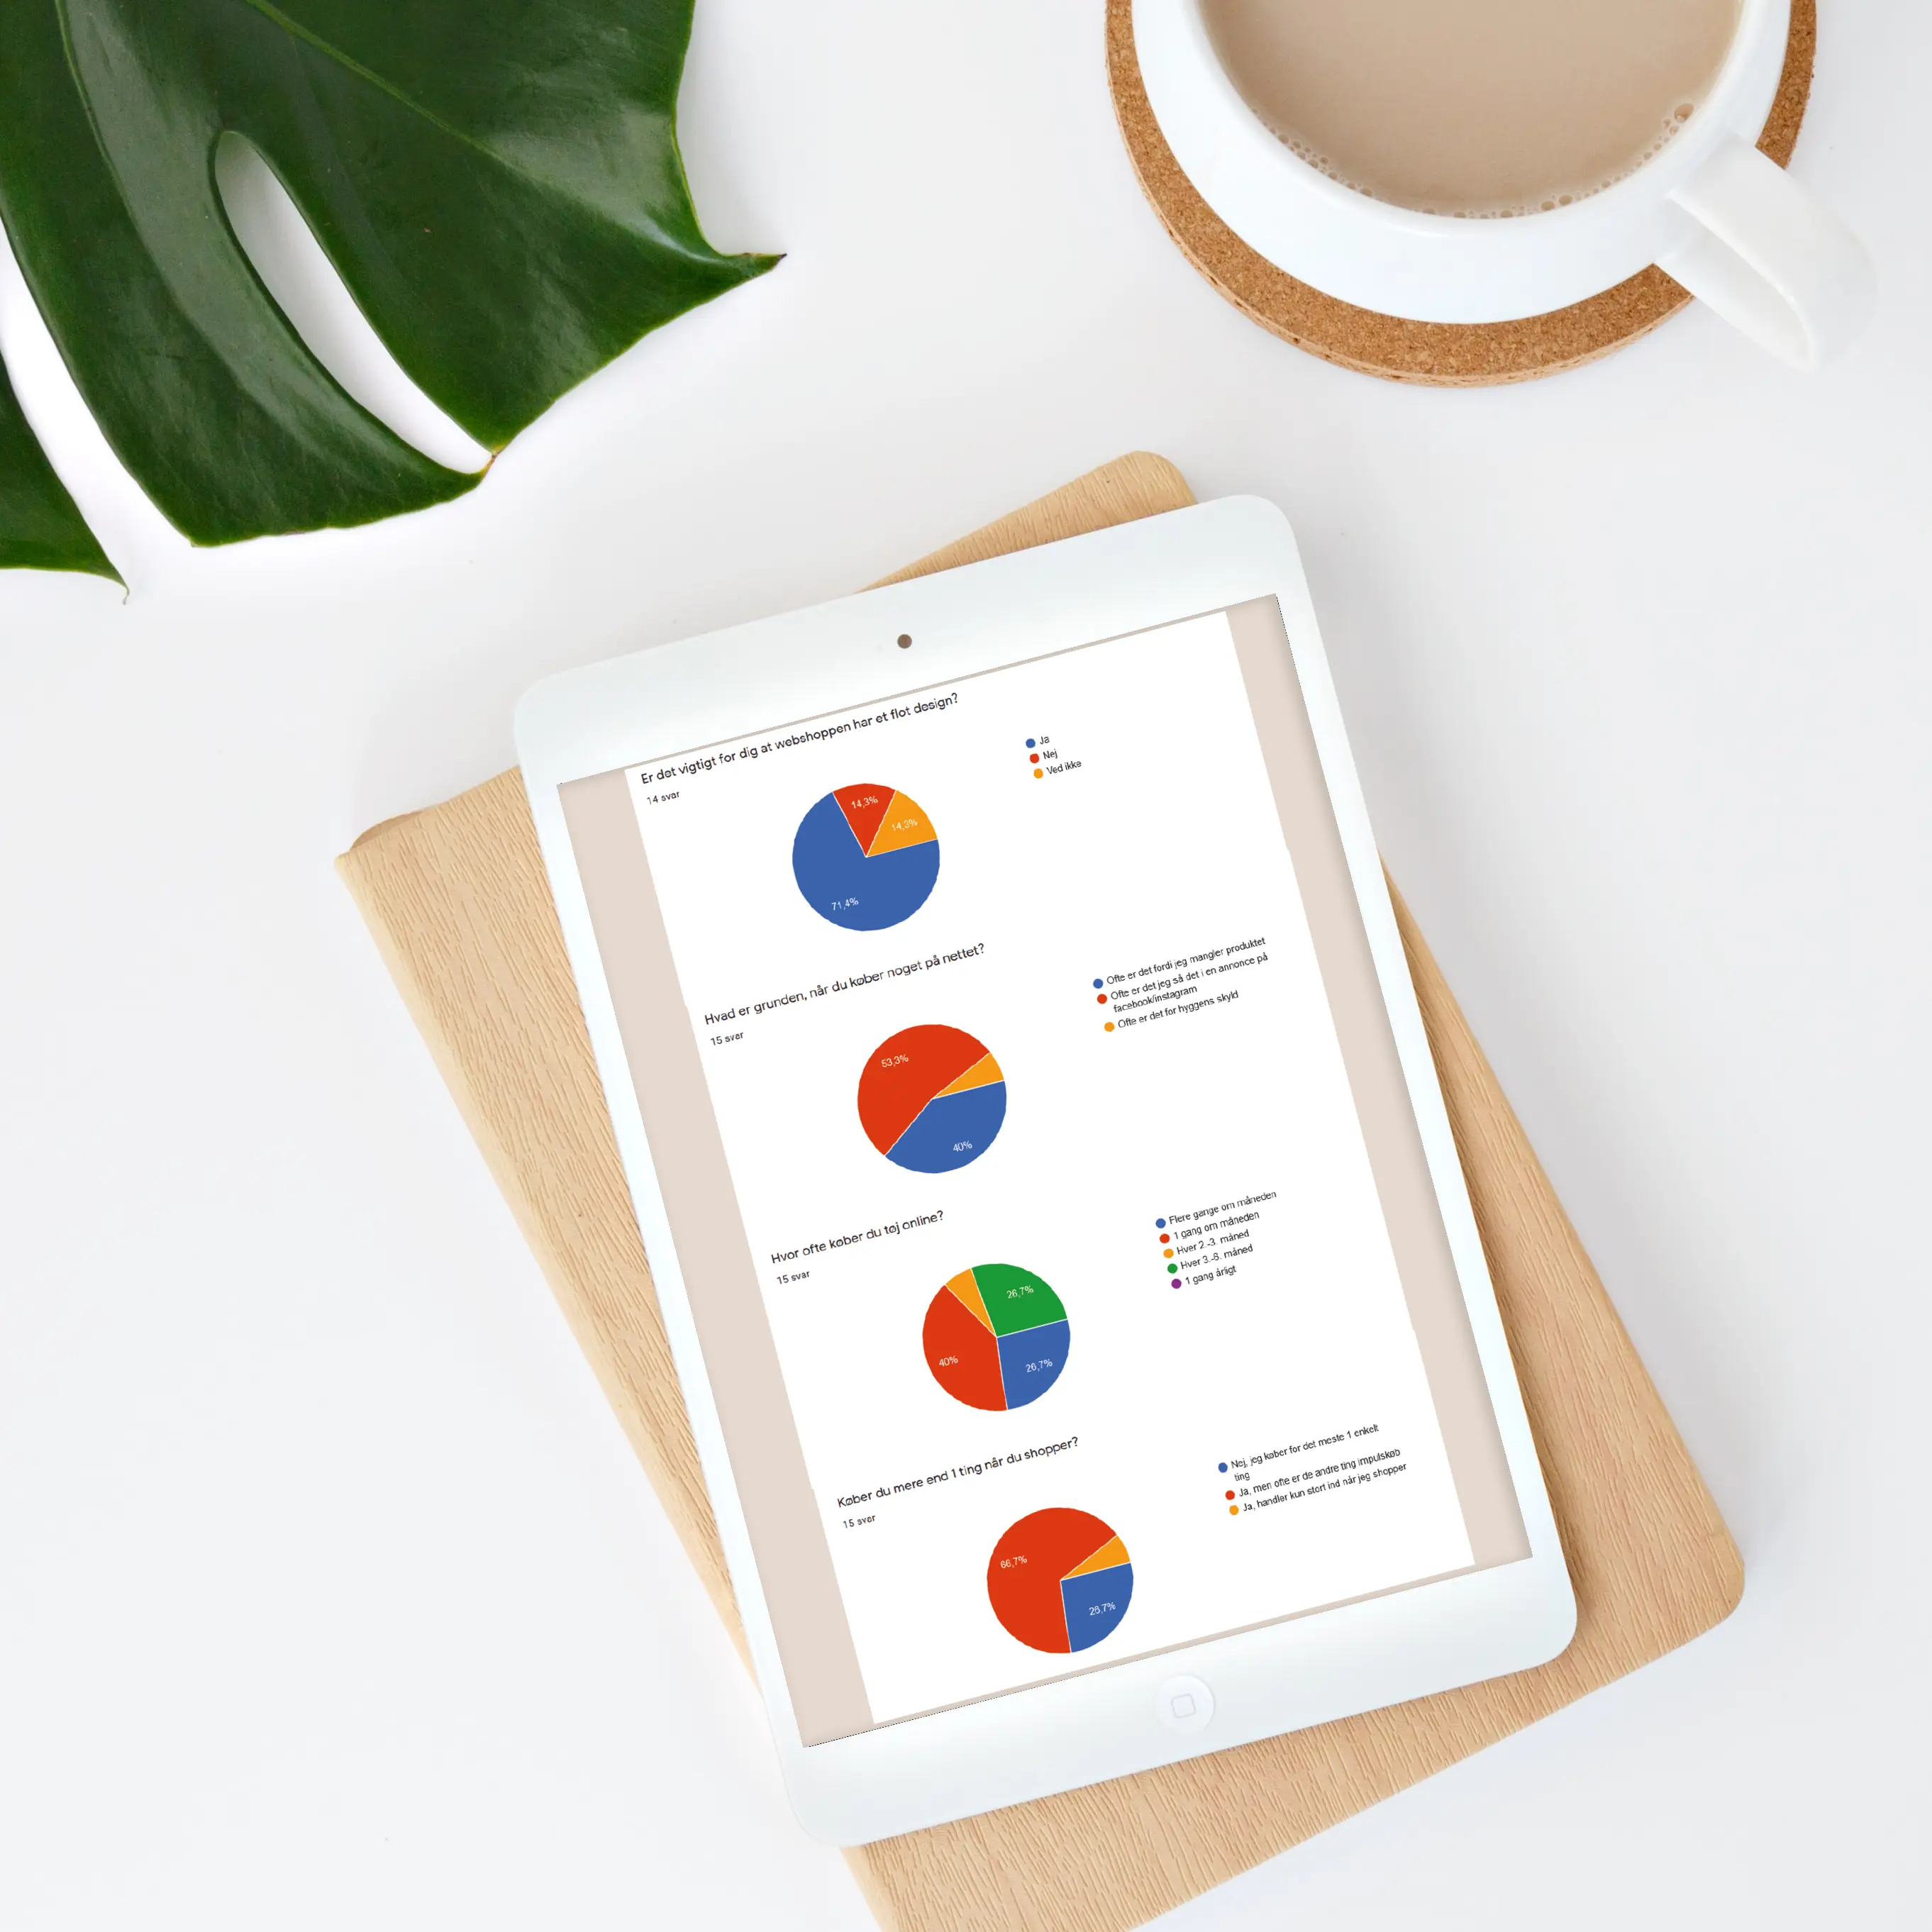 Er det vigtigt for dig at webshoppen har et flot design?
14 svar
Ja
Nej
Ved ikke
14,3%
14,3%
71,4%
Hvad er grunden, når du køber noget på nettet?
15 svar
Ofte er det fordi jeg mangler produktet
Ofte er det jeg så det i en annonce på
facebook/instagram
Ofte er det for hyggens skyld
53,3%
40%
Hvor ofte køber du tøj online?
15 svar
Flere gange om måneden
1 gang om måneden
Hver 2.-3. måned
Hver 3.-6. måned
1 gang årligt
26,7%
40%
26,7%
Køber du mere end 1 ting når du shopper?
15 svar
Nej, jeg køber for det meste 1 enkelt
ting
Ja, men ofte er de andre ting impulskøb
Ja, handler kun stort ind når jeg shopper
66,7%
26,7%